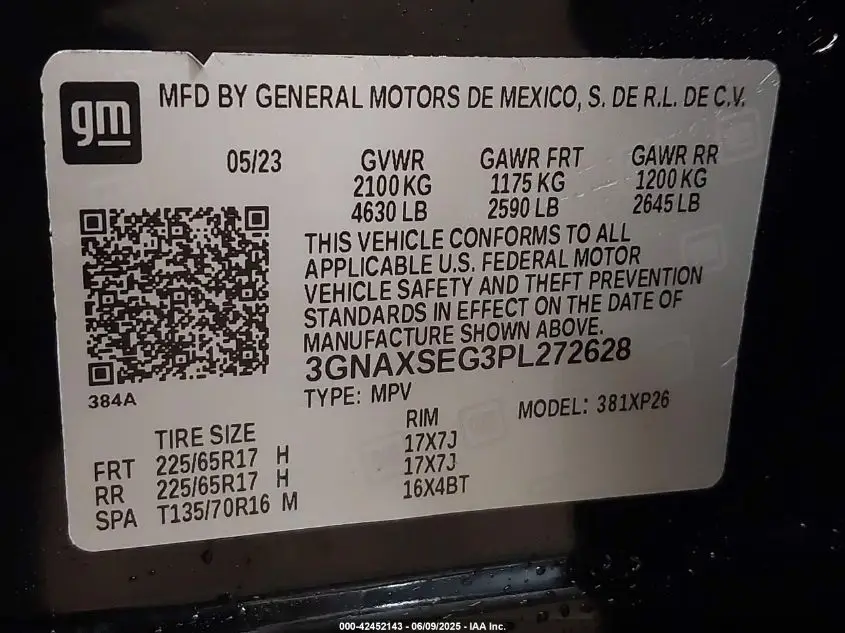 gm
MFD BY GENERAL MOTORS DE MEXICO, S. DE R.L. DE C.V.
05/23 GVWR GAWR FRT GAWR RR
2100 KG 1175 KG 1200 KG
4630 LB 2590 LB 2645 LB
THIS VEHICLE CONFORMS TO ALL
APPLICABLE U.S. FEDERAL MOTOR
VEHICLE SAFETY AND THEFT PREVENTION
STANDARDS IN EFFECT ON THE DATE OF
MANUFACTURE SHOWN ABOVE.
3GNAXSEG3PL272628
384A
TYPE: MPV MODEL: 381XP26
TIRE SIZE RIM
FRT 225/65R17 H 17X7J
RR 225/65R17 H 17X7J
SPA T135/70R16 M 16X4BT
000-42452143 - 06/09/2025 - IAA Inc.